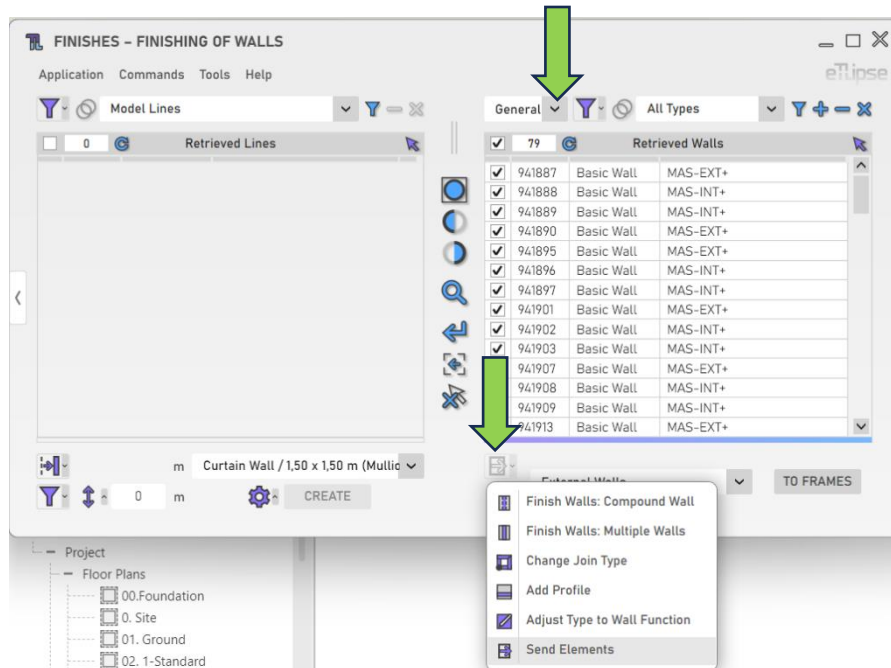 FINISHES – FINISHING OF WALLS
Application Commands Tools Help
eTLipse
Model Lines
General All Types
0 Retrieved Lines
79 Retrieved Walls
941887 Basic Wall MAS-EXT+
941888 Basic Wall MAS-INT+
941889 Basic Wall MAS-INT+
941890 Basic Wall MAS-EXT+
941895 Basic Wall MAS-EXT+
941896 Basic Wall MAS-INT+
941897 Basic Wall MAS-INT+
941901 Basic Wall MAS-EXT+
941902 Basic Wall MAS-INT+
941903 Basic Wall MAS-INT+
941907 Basic Wall MAS-EXT+
941908 Basic Wall MAS-INT+
941909 Basic Wall MAS-INT+
941913 Basic Wall MAS-EXT+
m Curtain Wall / 1,50 x 1,50 m (Mullic
0 m CREATE
External Walls TO FRAMES
Finish Walls: Compound Wall
Finish Walls: Multiple Walls
Change Join Type
Add Profile
Adjust Type to Wall Function
Send Elements
Project
Floor Plans
00.Foundation
0. Site
01. Ground
02. 1-Standard